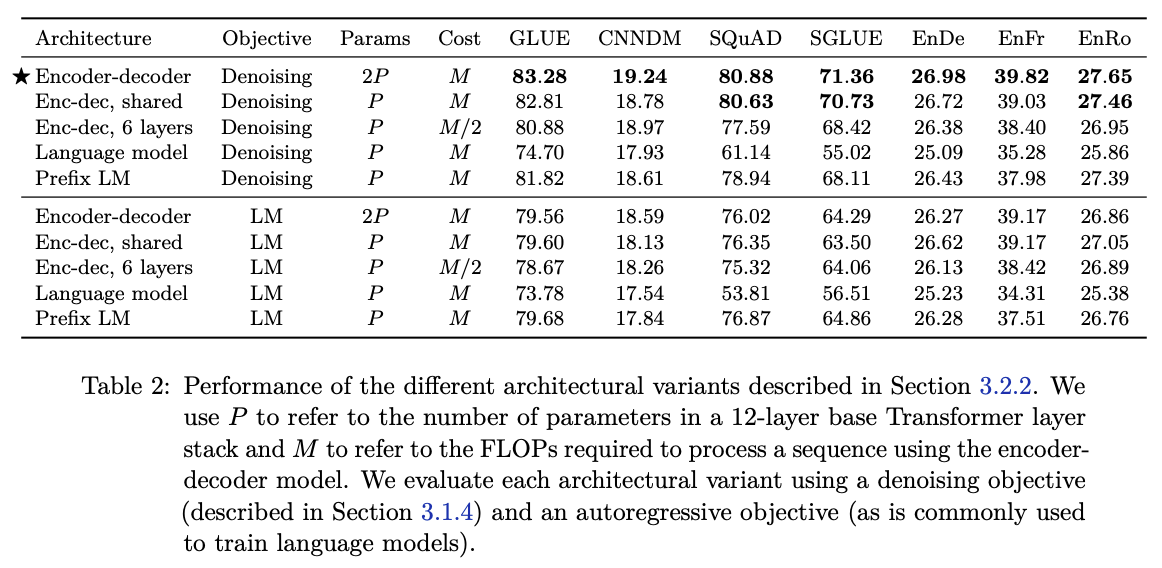 Architecture Objective Params Cost GLUE CNNDM SQuAD SGLUE EnDe EnFr EnRo
★ Encoder-decoder Denoising 2P M 83.28 19.24 80.88 71.36 26.98 39.82 27.65
Enc-dec, shared Denoising P M 82.81 18.78 80.63 70.73 26.72 39.03 27.46
Enc-dec, 6 layers Denoising P M/2 80.88 18.97 77.59 68.42 26.38 38.40 26.95
Language model Denoising P M 74.70 17.93 61.14 55.02 25.09 35.28 25.86
Prefix LM Denoising P M 81.82 18.61 78.94 68.11 26.43 37.98 27.39
Encoder-decoder LM 2P M 79.56 18.59 76.02 64.29 26.27 39.17 26.86
Enc-dec, shared LM P M 79.60 18.13 76.35 63.50 26.62 39.17 27.05
Enc-dec, 6 layers LM P M/2 78.67 18.26 75.32 64.06 26.13 38.42 26.89
Language model LM P M 73.78 17.54 53.81 56.51 25.23 34.31 25.38
Prefix LM LM P M 79.68 17.84 76.87 64.86 26.28 37.51 26.76
Table 2: Performance of the different architectural variants described in Section 3.2.2. We
use P to refer to the number of parameters in a 12-layer base Transformer layer
stack and M to refer to the FLOPs required to process a sequence using the encoder-
decoder model. We evaluate each architectural variant using a denoising objective
(described in Section 3.1.4) and an autoregressive objective (as is commonly used
to train language models).